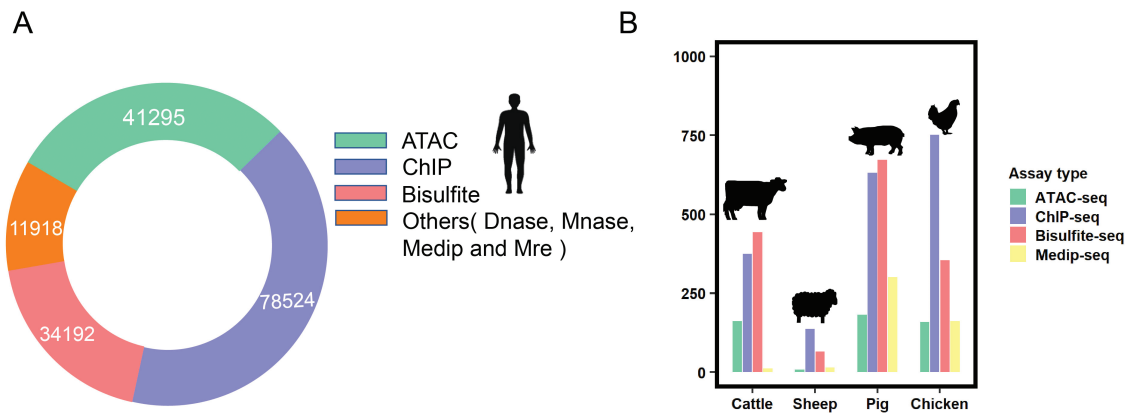 A
41295
11918
34192
78524
ATAC
ChIP
Bisulfite
Others( Dnase, Mnase,
Medip and Mre )
B
1000
750
500
250
0
Cattle Sheep Pig Chicken
Assay type
ATAC-seq
ChIP-seq
Bisulfite-seq
Medip-seq